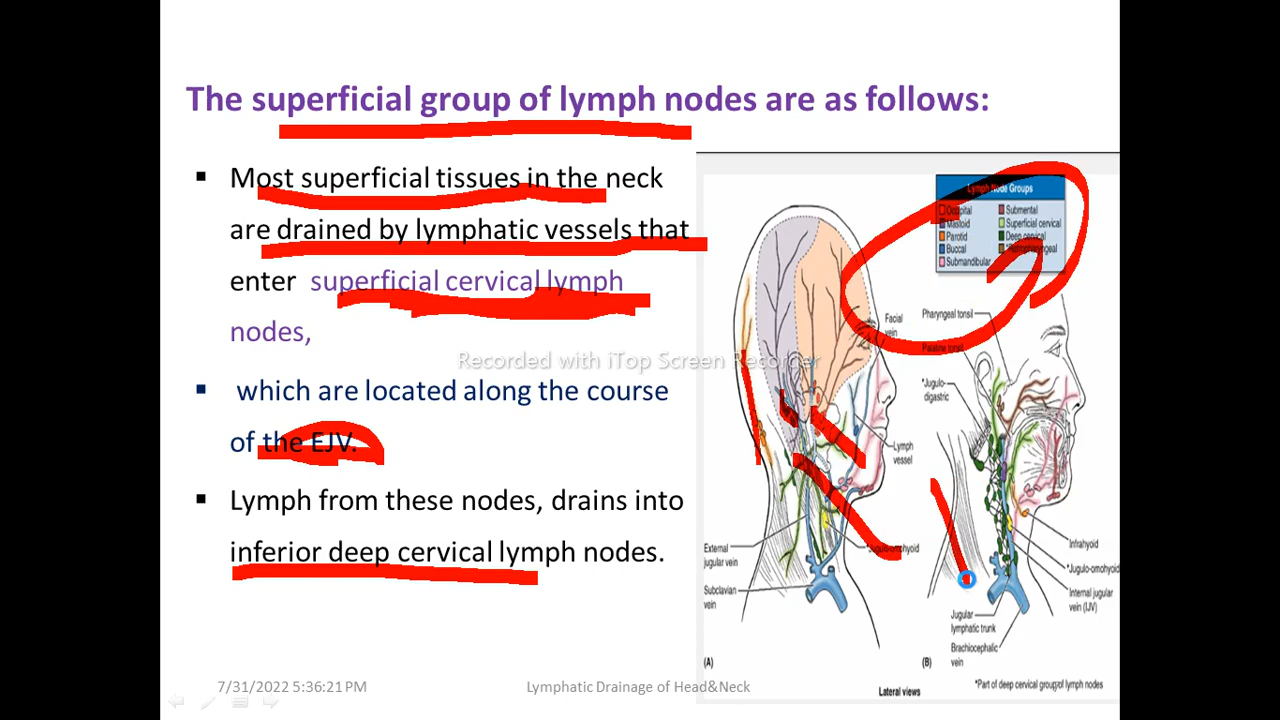 The superficial group of lymph nodes are as follows:
▪ Most superficial tissues in the neck
are drained by lymphatic vessels that
enter superficial cervical lymph
nodes,
▪ which are located along the course
of the EJV.
▪ Lymph from these nodes, drains into
inferior deep cervical lymph nodes.
Recorded with iTop Screen Recorder
Lymph Node Groups
Occipital
Mastoid
Parotid
Buccal
Submandibular
Submental
Superficial cervical
Deep cervical
*Retropharyngeal
Facial
vein
Lymph
vessel
*Jugulo-omohyoid
External
jugular vein
Subclavian
vein
(A)
Pharyngeal tonsil
Palatine tonsil
*Jugulo-
digastric
Infrahyoid
*Jugulo-omohyoid
Internal jugular
vein (IJV)
Jugular
lymphatic trunk
Brachiocephalic
vein
(B)
Lateral views
*Part of deep cervical group of lymph nodes
7/31/2022 5:36:21 PM
Lymphatic Drainage of Head&Neck